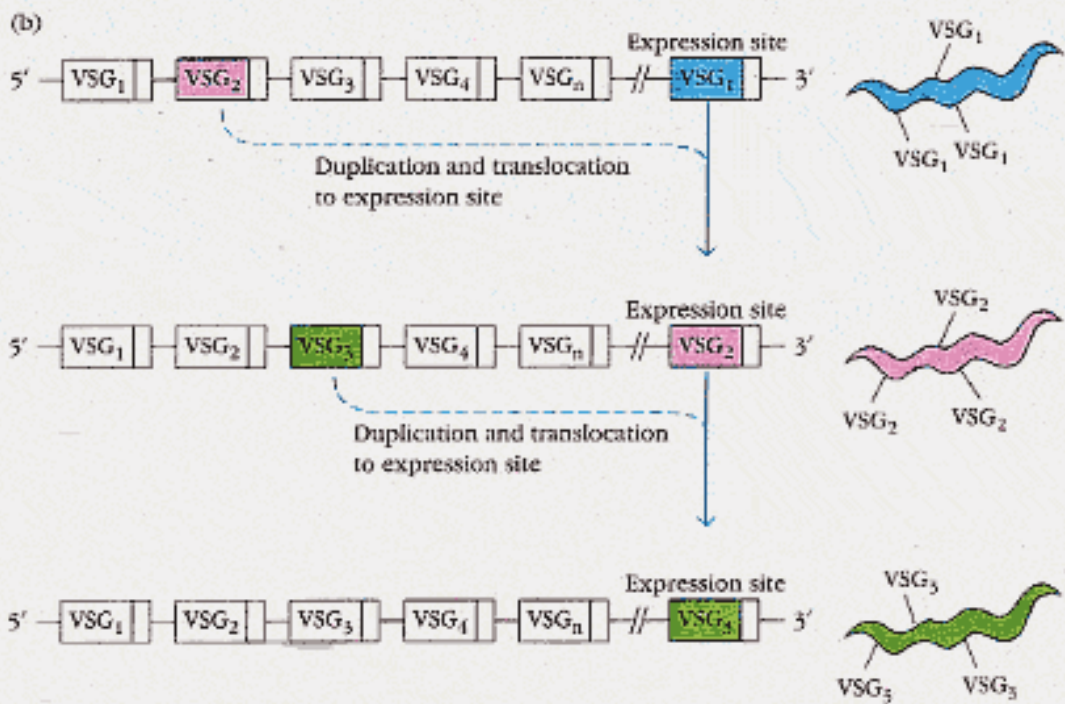 (b)
Expression site
5′ VSG₁ VSG₂ VSG₃ VSG₄ VSGₙ // VSG₁ 3′
VSG₁
VSG₁
VSG₁
Duplication and translocation
to expression site
Expression site
5′ VSG₁ VSG₂ VSG₃ VSG₄ VSGₙ // VSG₂ 3′
VSG₂
VSG₂
VSG₂
Duplication and translocation
to expression site
Expression site
5′ VSG₁ VSG₂ VSG₃ VSG₄ VSGₙ // VSG₃ 3′
VSG₃
VSG₃
VSG₃